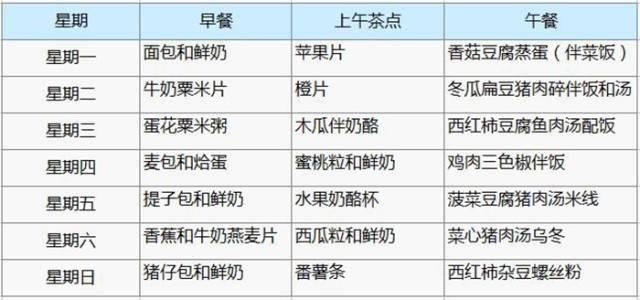 星期 早餐 上午茶点 午餐
星期一 面包和鲜奶 苹果片 香菇豆腐蒸蛋（伴菜饭）
星期二 牛奶粟米片 橙片 冬瓜扁豆猪肉碎伴饭和汤
星期三 蛋花粟米粥 木瓜伴奶酪 西红柿豆腐鱼肉汤配饭
星期四 麦包和烚蛋 蜜桃粒和鲜奶 鸡肉三色椒伴饭
星期五 提子包和鲜奶 水果奶酪杯 菠菜豆腐猪肉汤米线
星期六 香蕉和牛奶燕麦片 西瓜粒和鲜奶 菜心猪肉汤乌冬
星期日 猪仔包和鲜奶 番薯条 西红柿杂豆螺丝粉